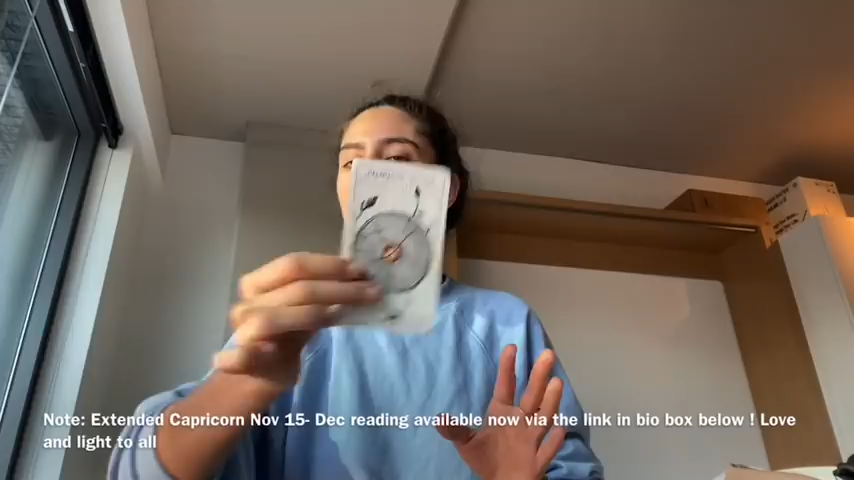 Note: Extended Capricorn Nov 15- Dec reading, available now via the link in bio box below ! Love
and light to all